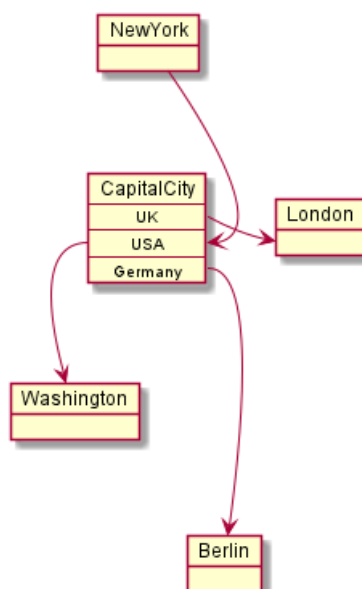 NewYork
CapitalCity
UK
USA
Germany
London
Washington
Berlin